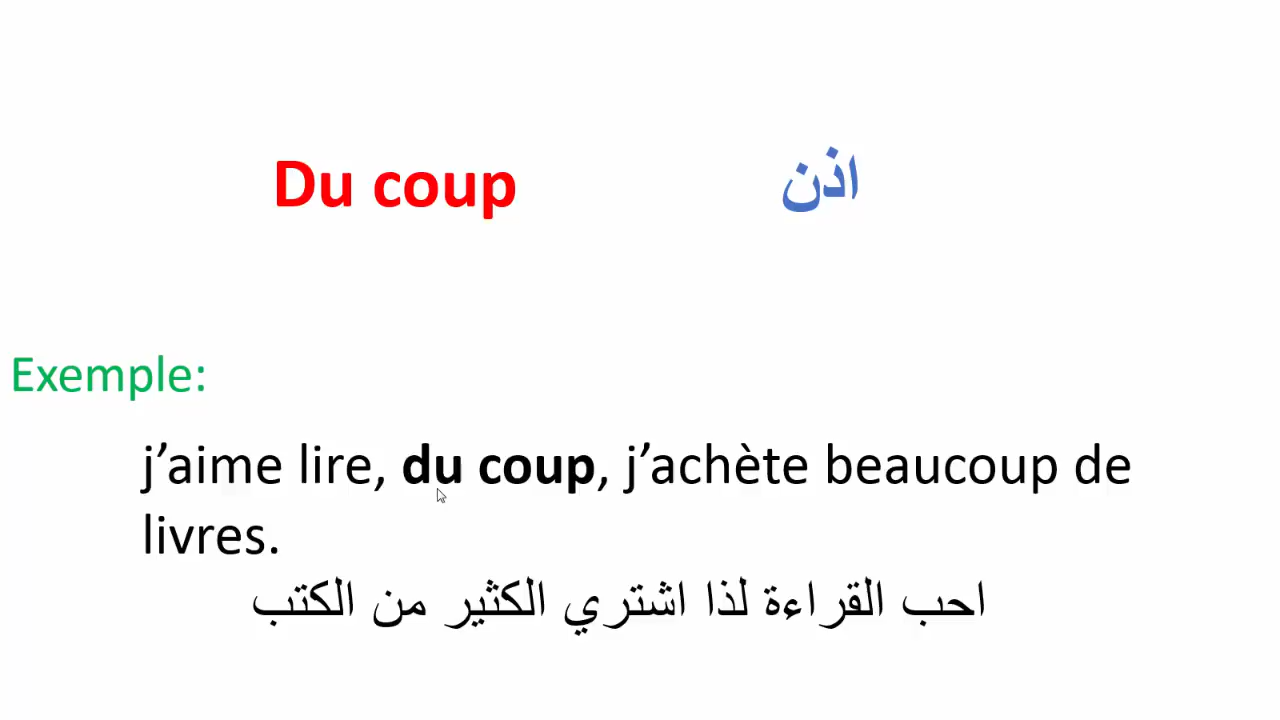 Du coup
اذن
Exemple:
j’aime lire, du coup, j’achète beaucoup de
livres.
احب القراءة لذا اشتري الكثير من الكتب